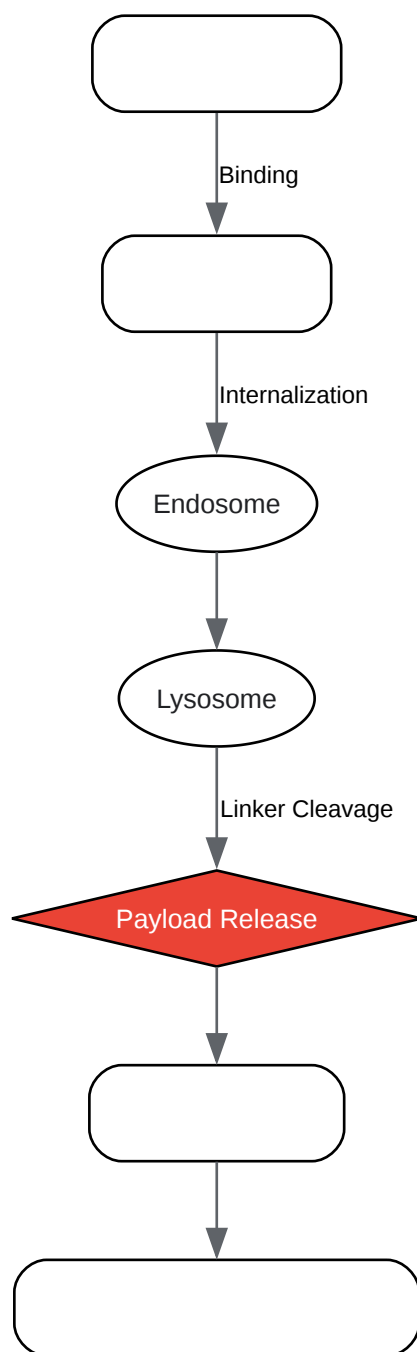 Binding
Internalization
Endosome
Lysosome
Linker Cleavage
Payload Release